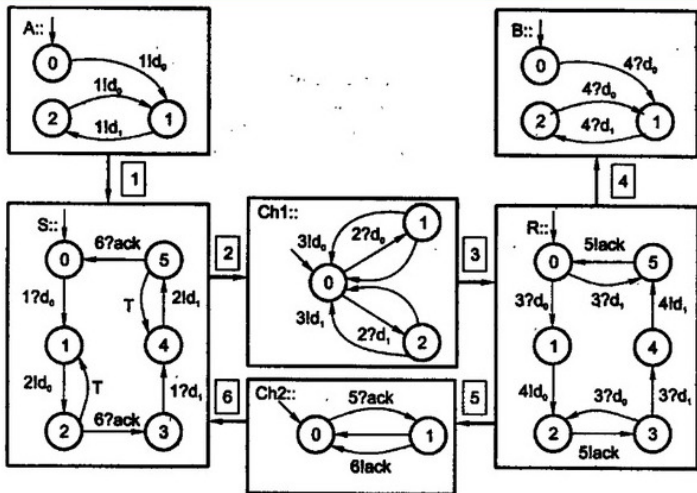 A::
0
1!d₀
1!d₀
2
1
1!d₁
B::
0
4?d₀
4?d₀
2
1
4?d₁
1
4
S::
6?ack
0
5
1?d₀
T
2!d₁
1
4
2!d₀
T
1?d₁
6?ack
2
3
2
Ch1::
1
3!d₀
2?d₀
0
3!d₁
2?d₁
2
3
R::
5!ack
0
5
3?d₀
3?d₁
4!d₁
1
4
4!d₀
3?d₀
3?d₁
2
3
5!ack
6
Ch2::
5?ack
0
1
6!ack
5